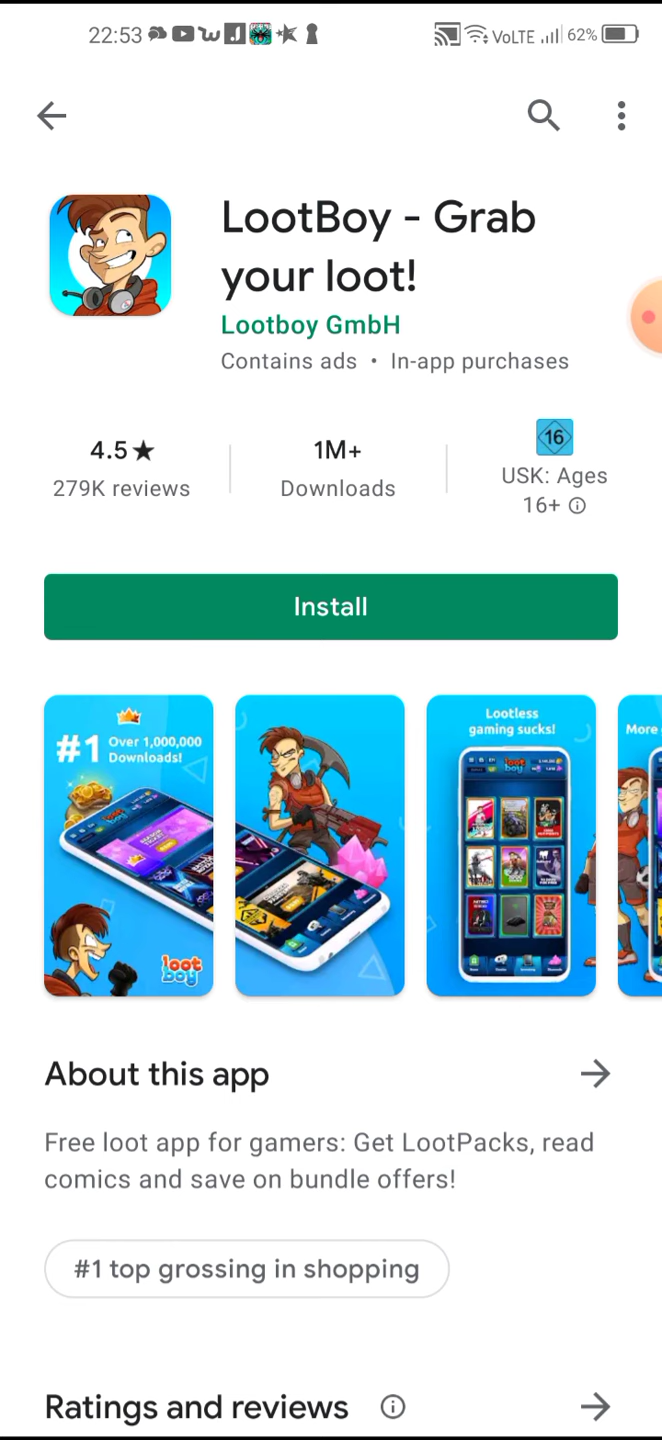 22:53
VoLTE 62%
LootBoy - Grab
your loot!
Lootboy GmbH
Contains ads • In-app purchases
4.5★
279K reviews
1M+
Downloads
16
USK: Ages
16+
Install
#1 Over 1,000,000
Downloads!
loot
boy
Lootless
gaming sucks!
loot
boy
More
About this app
Free loot app for gamers: Get LootPacks, read
comics and save on bundle offers!
#1 top grossing in shopping
Ratings and reviews